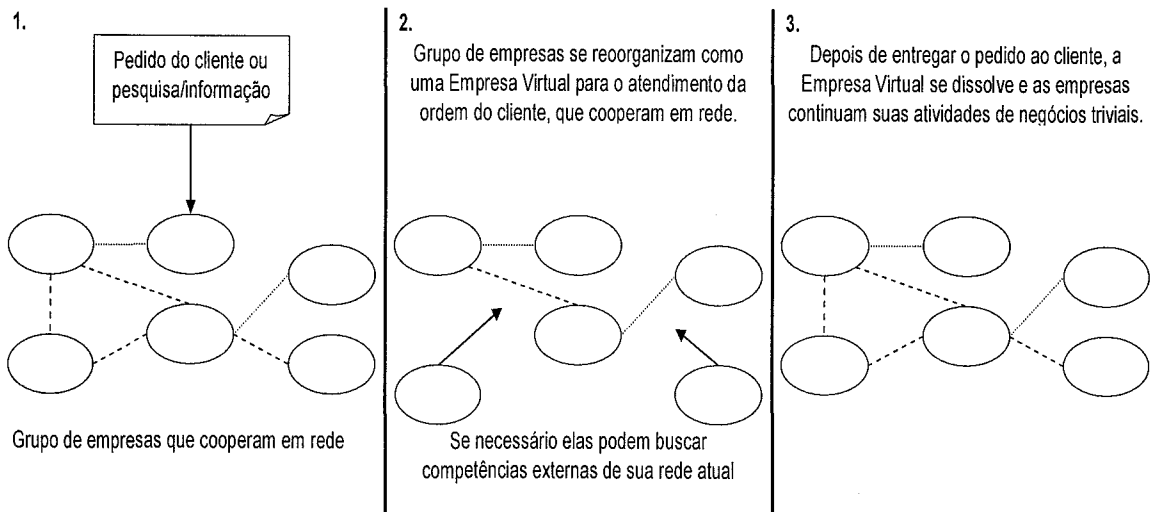 1.
Pedido do cliente ou
pesquisa/informação
Grupo de empresas que cooperam em rede
2.
Grupo de empresas se reoorganizam como
uma Empresa Virtual para o atendimento da
ordem do cliente, que cooperam em rede.
Se necessário elas podem buscar
competências externas de sua rede atual
3.
Depois de entregar o pedido ao cliente, a
Empresa Virtual se dissolve e as empresas
continuam suas atividades de negócios triviais.